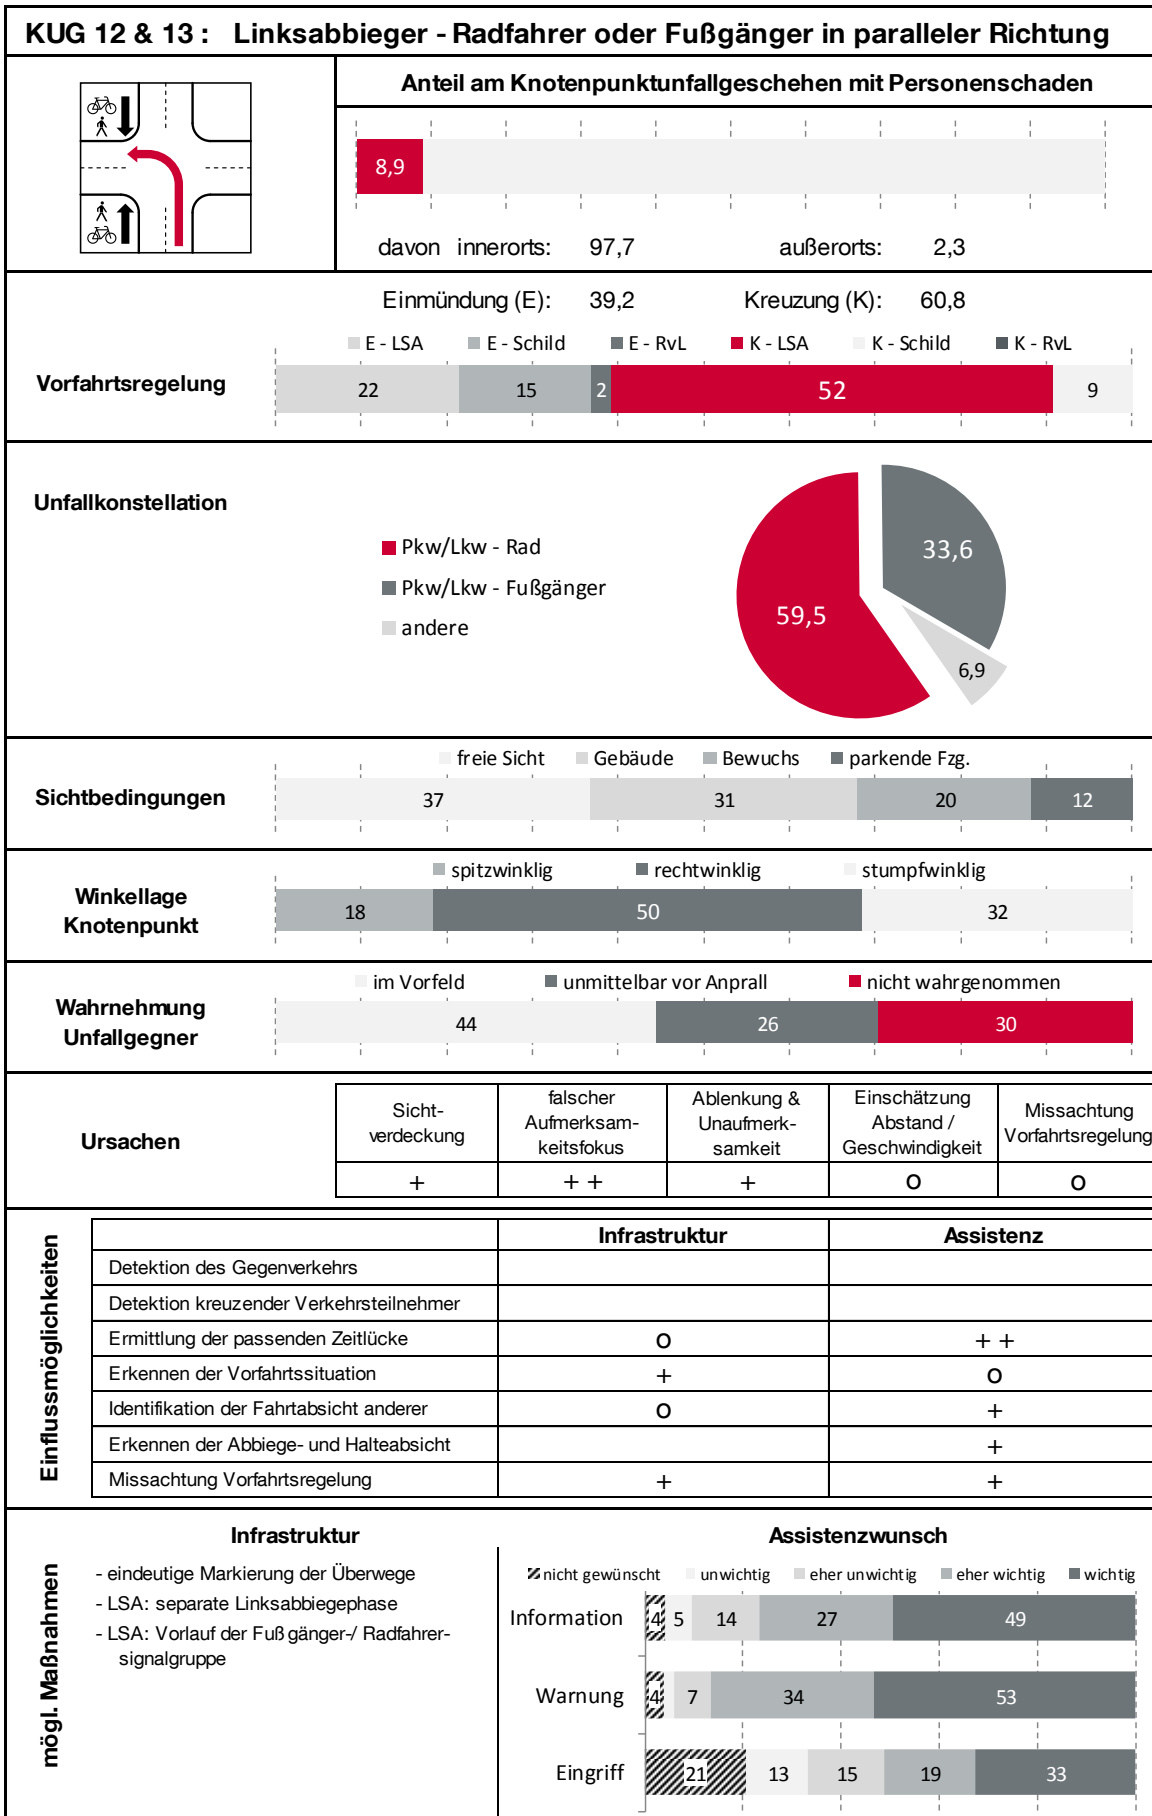 KUG 12 & 13 : Linksabbieger - Radfahrer oder Fußgänger in paralleler Richtung
Anteil am Knotenpunktunfallgeschehen mit Personenschaden
8,9
davon innerorts: 97,7 außerorts: 2,3
Einmündung (E): 39,2 Kreuzung (K): 60,8
E - LSA E - Schild E - RvL K - LSA K - Schild K - RvL
Vorfahrtsregelung
22 15 2 52 9
Unfallkonstellation
Pkw/Lkw - Rad
Pkw/Lkw - Fußgänger
andere
33,6
59,5
6,9
freie Sicht Gebäude Bewuchs parkende Fzg.
Sichtbedingungen
37 31 20 12
spitzwinklig rechtwinklig stumpfwinklig
Winkellage
Knotenpunkt
18 50 32
im Vorfeld unmittelbar vor Anprall nicht wahrgenommen
Wahrnehmung
Unfallgegner
44 26 30
Ursachen
Sicht-
verdeckung
falscher
Aufmerksam-
keitsfokus
Ablenkung &
Unaufmerk-
samkeit
Einschätzung
Abstand /
Geschwindigkeit
Missachtung
Vorfahrtsregelung
+ + + + o o
Einflussmöglichkeiten
Infrastruktur Assistenz
Detektion des Gegenverkehrs
Detektion kreuzender Verkehrsteilnehmer
Ermittlung der passenden Zeitlücke o + +
Erkennen der Vorfahrtssituation + o
Identifikation der Fahrtabsicht anderer o +
Erkennen der Abbiege- und Halteabsicht +
Missachtung Vorfahrtsregelung + +
mögl. Maßnahmen
Infrastruktur
- eindeutige Markierung der Überwege
- LSA: separate Linksabbiegephase
- LSA: Vorlauf der Fußgänger-/ Radfahrer-
signalgruppe
Assistenzwunsch
nicht gewünscht unwichtig eher unwichtig eher wichtig wichtig
Information 4 5 14 27 49
Warnung 4 7 34 53
Eingriff 21 13 15 19 33